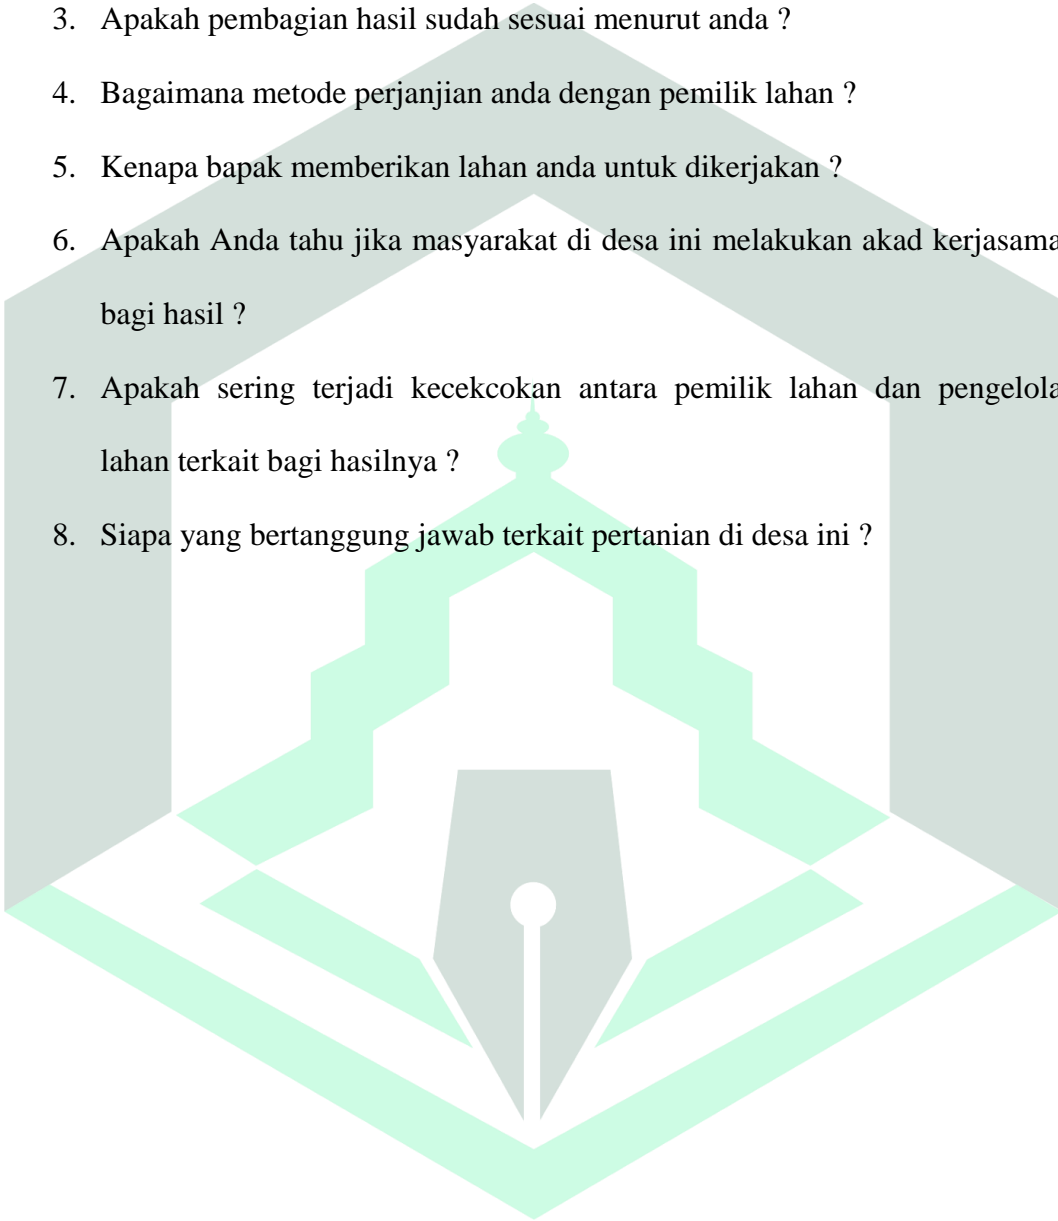 3. Apakah pembagian hasil sudah sesuai menurut anda ?
4. Bagaimana metode perjanjian anda dengan pemilik lahan ?
5. Kenapa bapak memberikan lahan anda untuk dikerjakan ?
6. Apakah Anda tahu jika masyarakat di desa ini melakukan akad kerjasama
bagi hasil ?
7. Apakah sering terjadi kecekcokan antara pemilik lahan dan pengelola
lahan terkait bagi hasilnya ?
8. Siapa yang bertanggung jawab terkait pertanian di desa ini ?